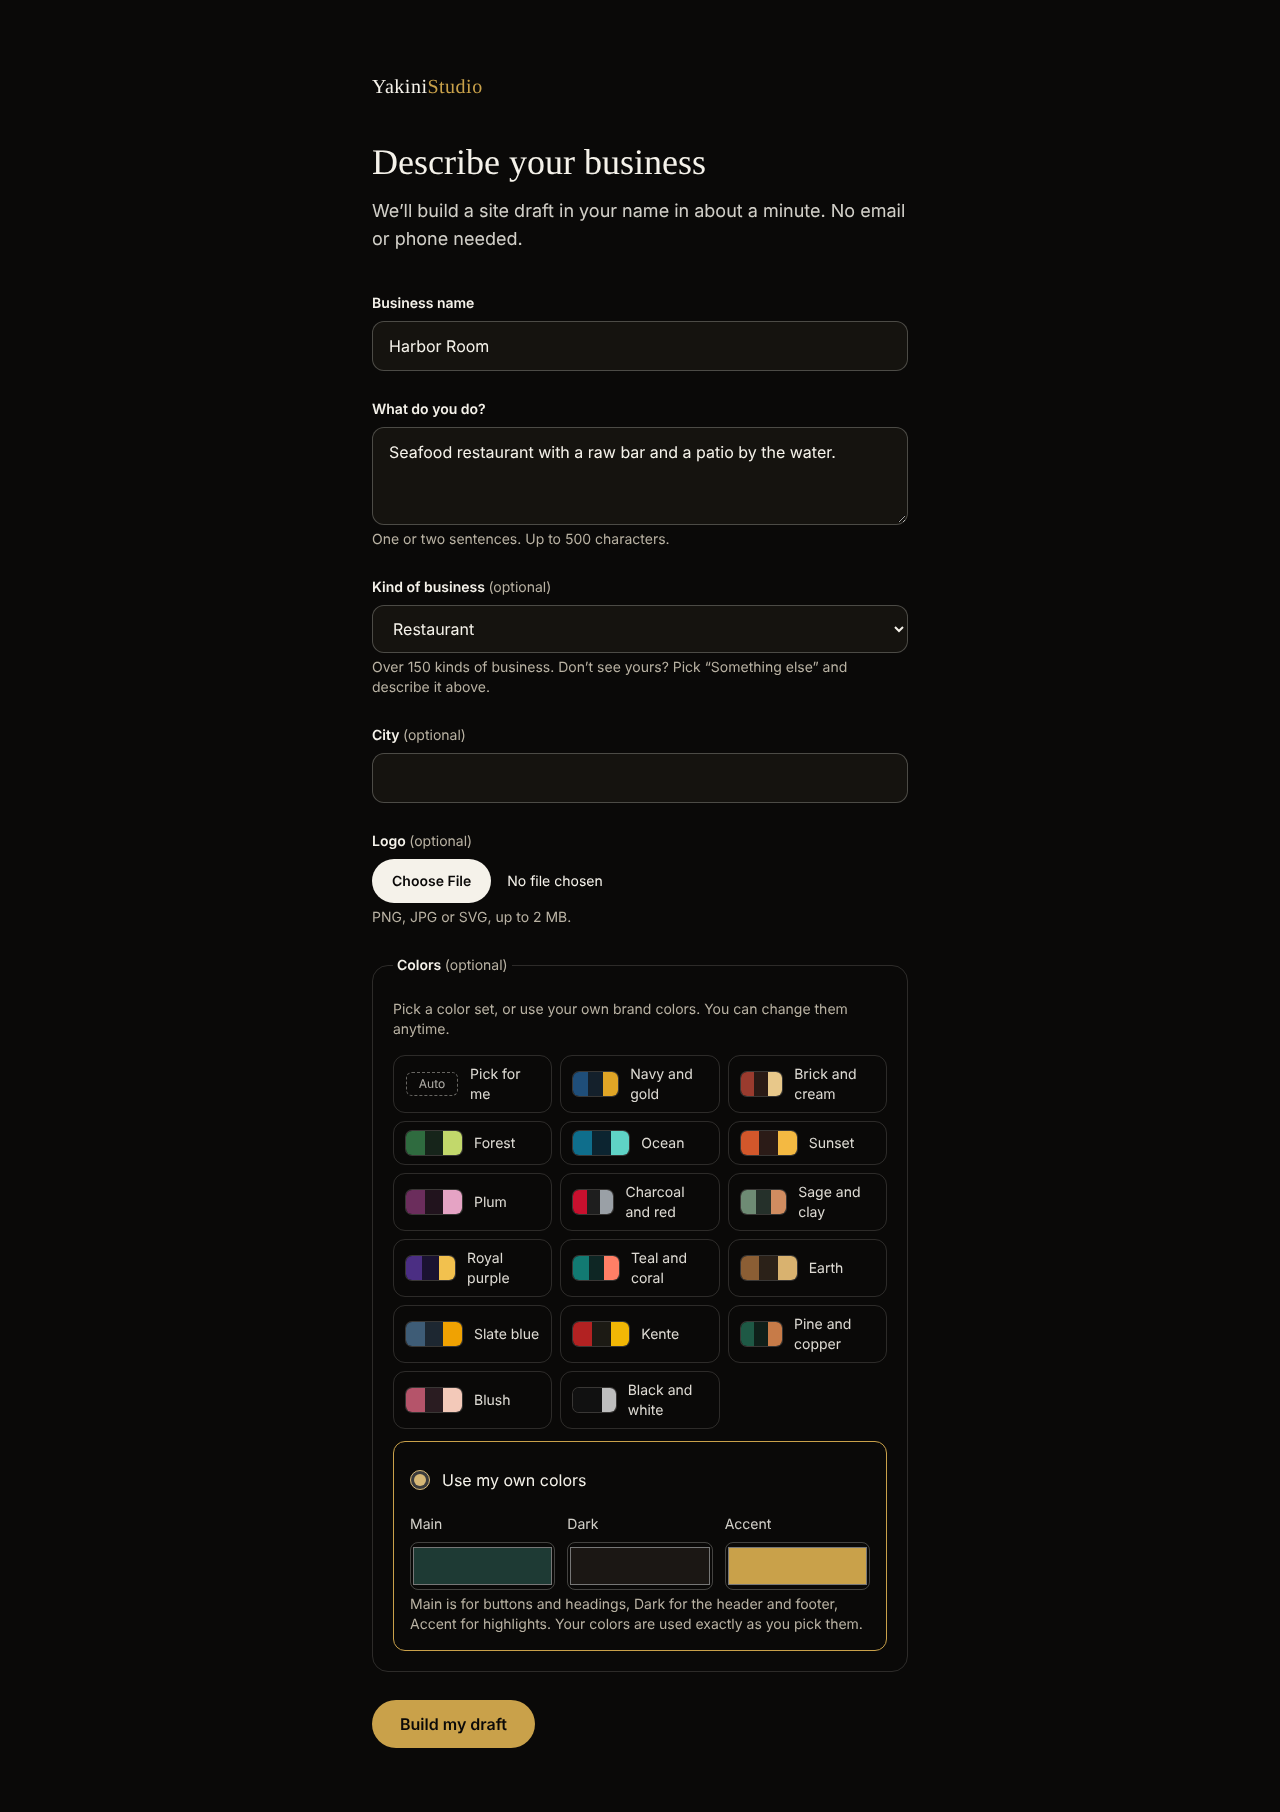 YakiniStudio
Describe your business
We’ll build a site draft in your name in about a minute. No email
or phone needed.
Business name
Harbor Room
What do you do?
Seafood restaurant with a raw bar and a patio by the water.
One or two sentences. Up to 500 characters.
Kind of business (optional)
Restaurant
Over 150 kinds of business. Don’t see yours? Pick “Something else” and
describe it above.
City (optional)
Logo (optional)
Choose File No file chosen
PNG, JPG or SVG, up to 2 MB.
Colors (optional)
Pick a color set, or use your own brand colors. You can change them
anytime.
Auto
Pick for
me
Navy and
gold
Brick and
cream
Forest
Ocean
Sunset
Plum
Charcoal
and red
Sage and
clay
Royal
purple
Teal and
coral
Earth
Slate blue
Kente
Pine and
copper
Blush
Black and
white
Use my own colors
Main
Dark
Accent
Main is for buttons and headings, Dark for the header and footer,
Accent for highlights. Your colors are used exactly as you pick them.
Build my draft